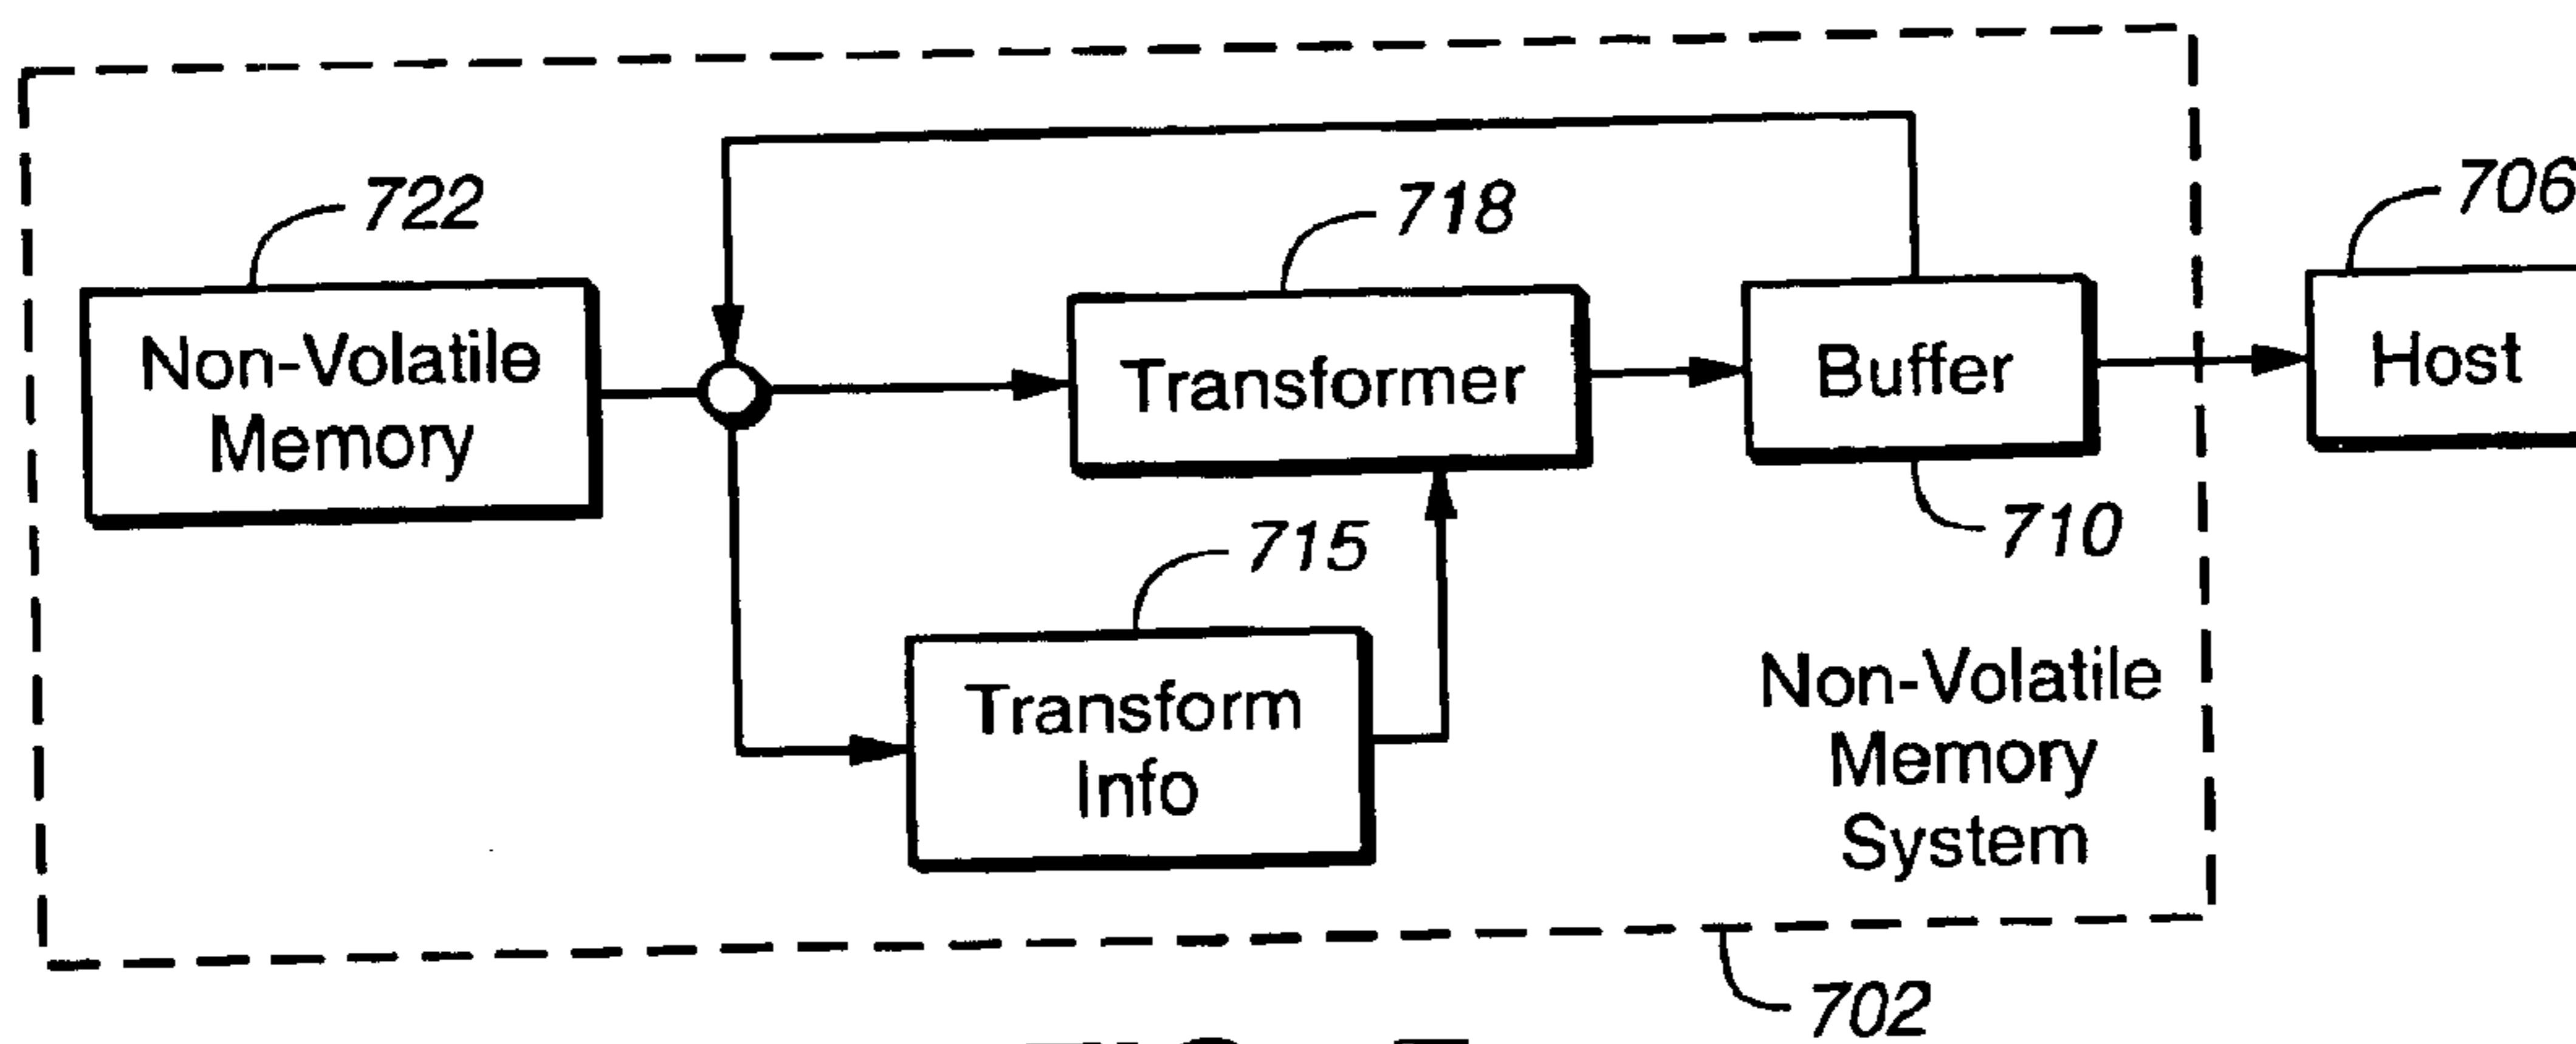 722
718
706
Non-Volatile
Memory
Transformer
Buffer
Host
710
715
Transform
Info
Non-Volatile
Memory
System
702